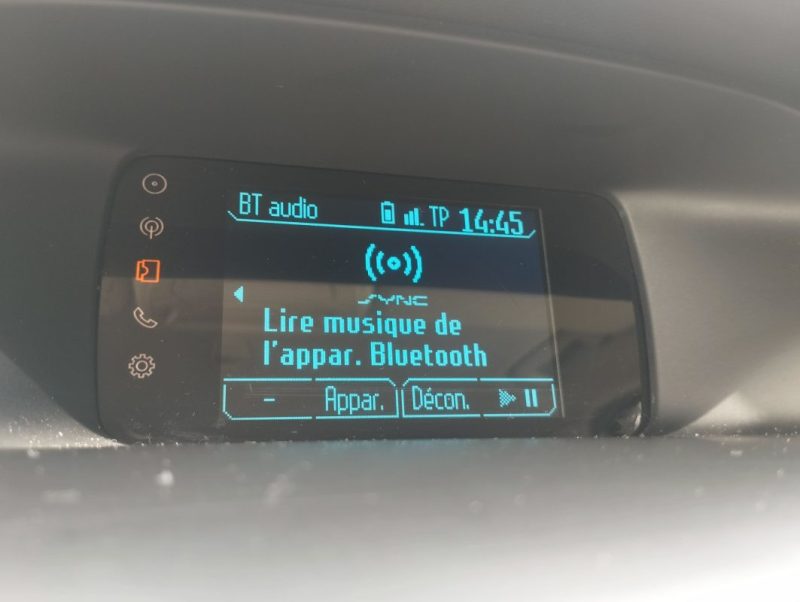 BT audio TP 14:45
SYNC
Lire musique de
l'appar. Bluetooth
– Appar. Décon.